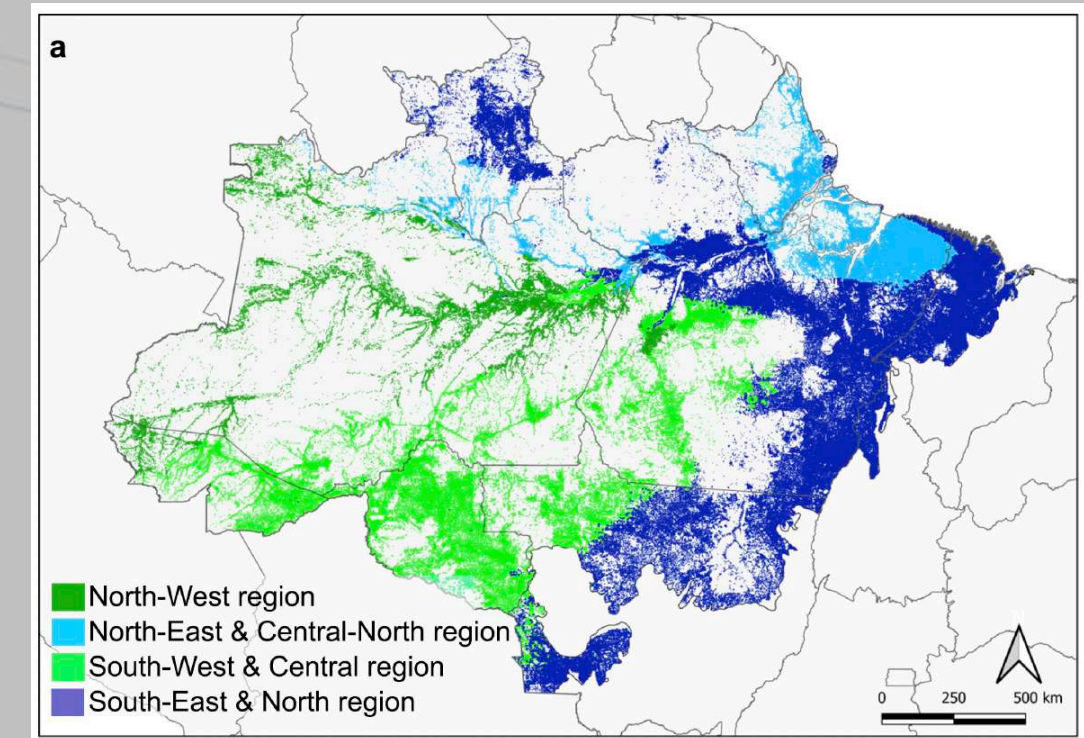 a
North-West region
North-East & Central-North region
South-West & Central region
South-East & North region
0 250 500 km